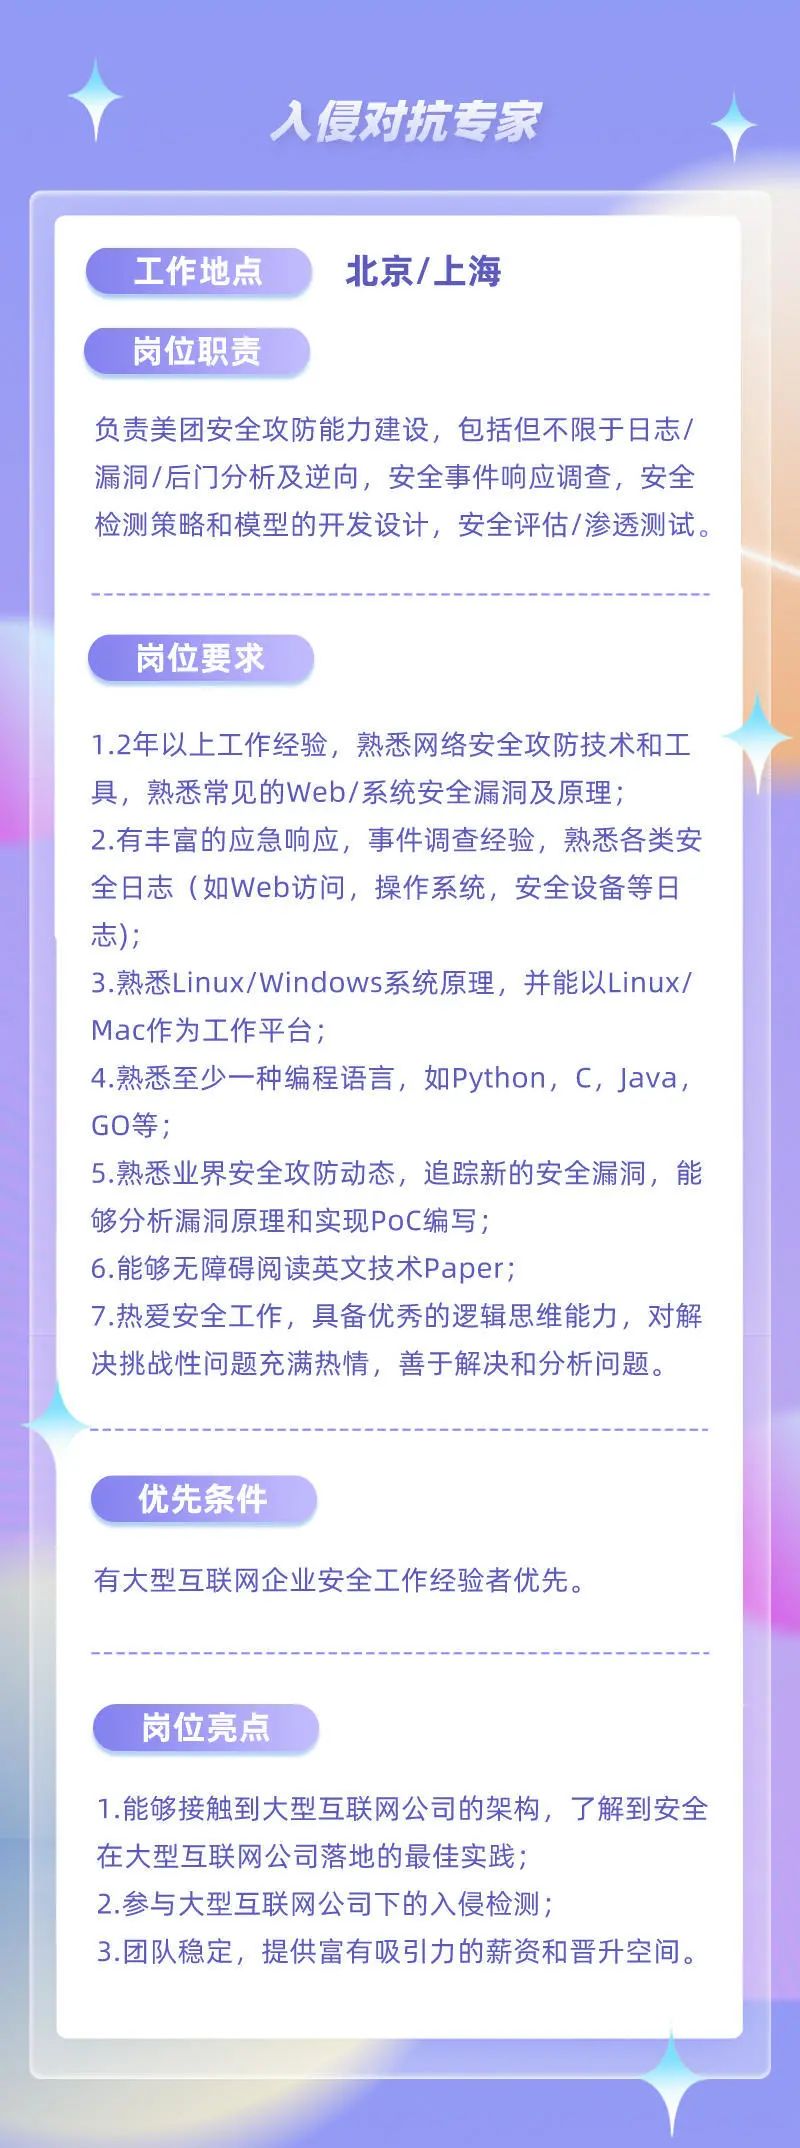 入侵对抗专家
工作地点 北京/上海
岗位职责
负责美团安全攻防能力建设，包括但不限于日志/
漏洞/后门分析及逆向，安全事件响应调查，安全
检测策略和模型的开发设计，安全评估/渗透测试。
岗位要求
1.2年以上工作经验，熟悉网络安全攻防技术和工
具，熟悉常见的Web/系统安全漏洞及原理；
2.有丰富的应急响应，事件调查经验，熟悉各类安
全日志（如Web访问，操作系统，安全设备等日
志)；
3.熟悉Linux/Windows系统原理，并能以Linux/
Mac作为工作平台；
4.熟悉至少一种编程语言，如Python，C，Java，
GO等；
5.熟悉业界安全攻防动态，追踪新的安全漏洞，能
够分析漏洞原理和实现PoC编写；
6.能够无障碍阅读英文技术Paper；
7.热爱安全工作，具备优秀的逻辑思维能力，对解
决挑战性问题充满热情，善于解决和分析问题。
优先条件
有大型互联网企业安全工作经验者优先。
岗位亮点
1.能够接触到大型互联网公司的架构，了解到安全
在大型互联网公司落地的最佳实践；
2.参与大型互联网公司下的入侵检测；
3.团队稳定，提供富有吸引力的薪资和晋升空间。